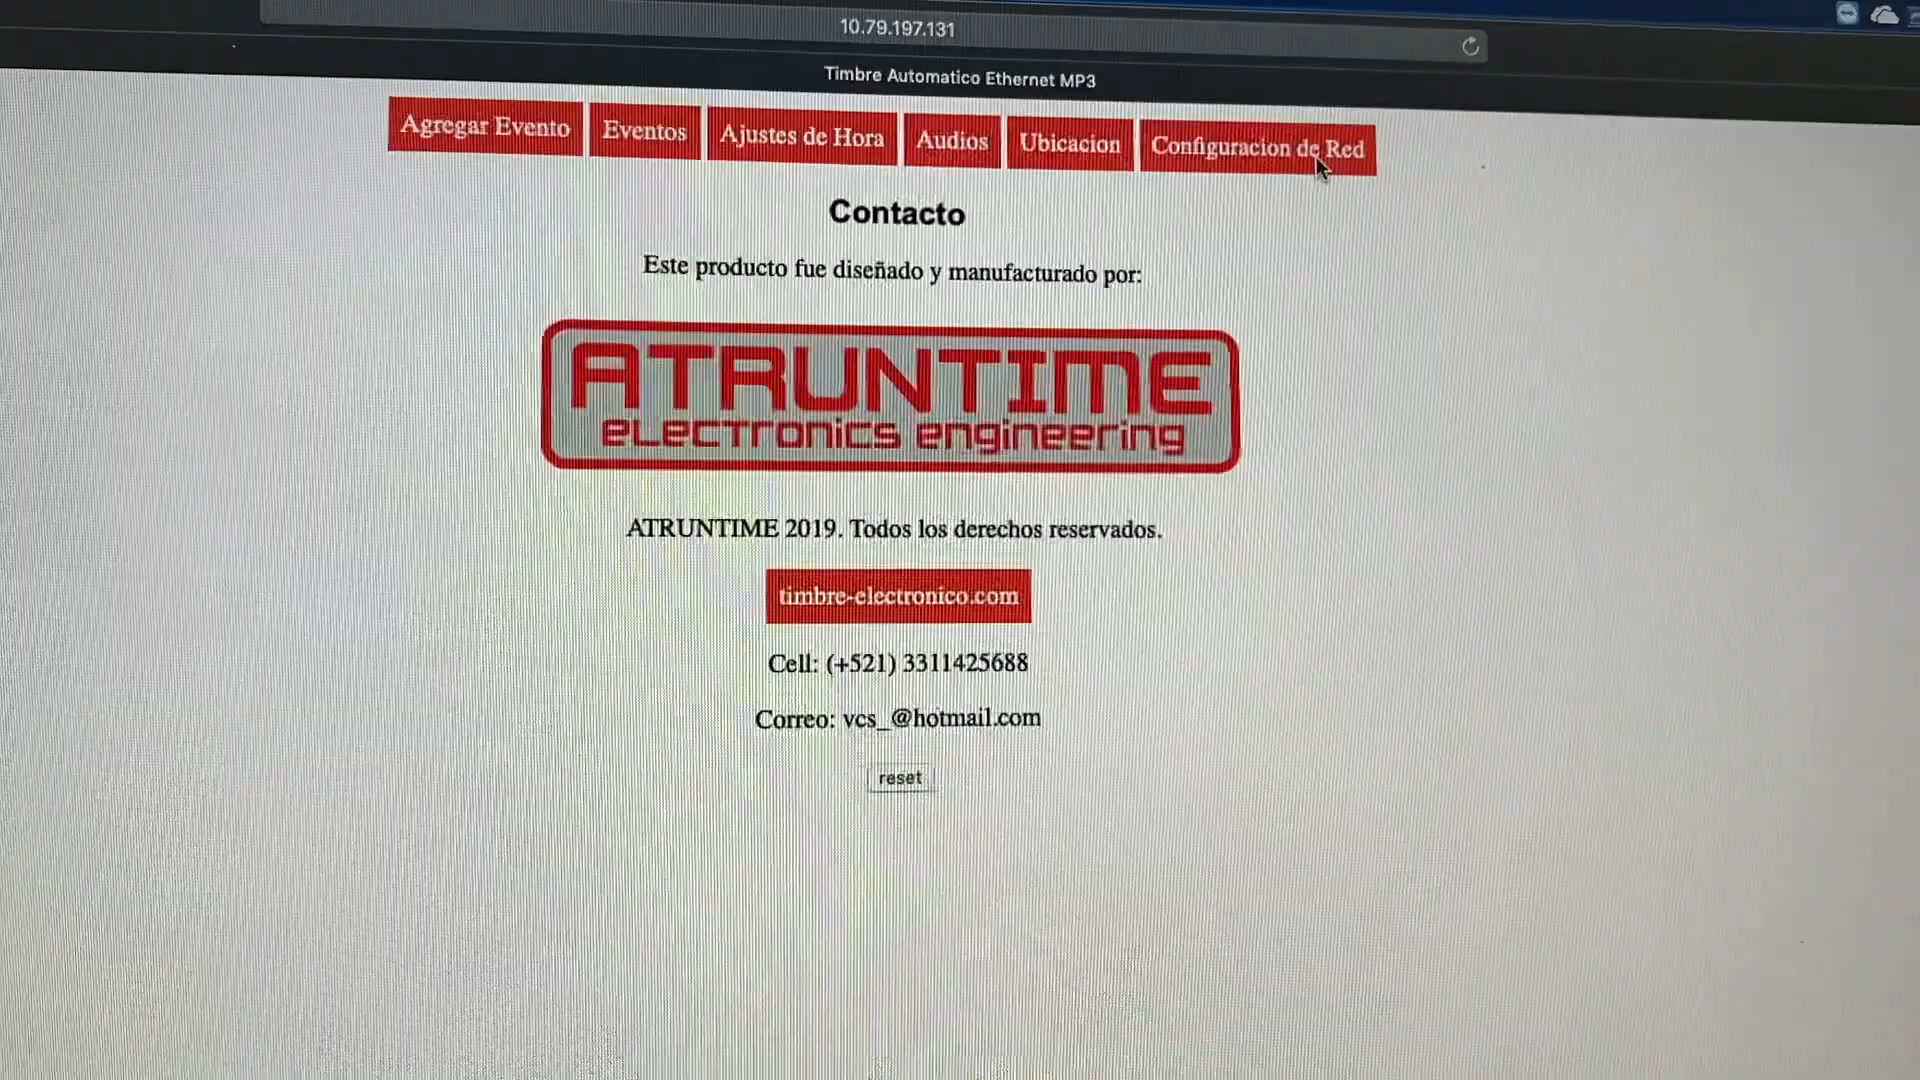 10.79.197.131
Timbre Automatico Ethernet MP3
Agregar Evento Eventos Ajustes de Hora Audios Ubicacion Configuracion de Red
Contacto
Este producto fue diseñado y manufacturado por:
ATRUNTIME
electronics engineering
ATRUNTIME 2019. Todos los derechos reservados.
timbre-electronico.com
Cell: (+521) 3311425688
Correo: vcs_@hotmail.com
reset